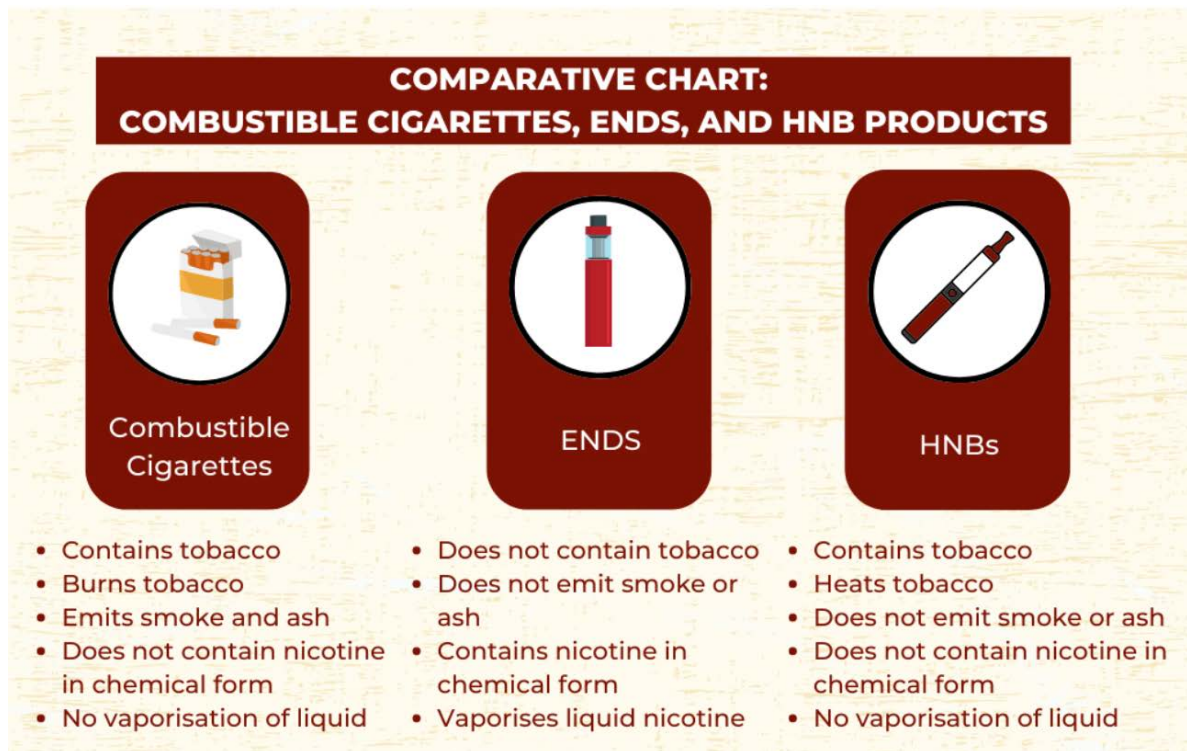 COMPARATIVE CHART:
COMBUSTIBLE CIGARETTES, ENDS, AND HNB PRODUCTS
Combustible
Cigarettes
• Contains tobacco
• Burns tobacco
• Emits smoke and ash
• Does not contain nicotine
in chemical form
• No vaporisation of liquid
ENDS
• Does not contain tobacco
• Does not emit smoke or
ash
• Contains nicotine in
chemical form
• Vaporises liquid nicotine
HNBs
• Contains tobacco
• Heats tobacco
• Does not emit smoke or ash
• Does not contain nicotine in
chemical form
• No vaporisation of liquid